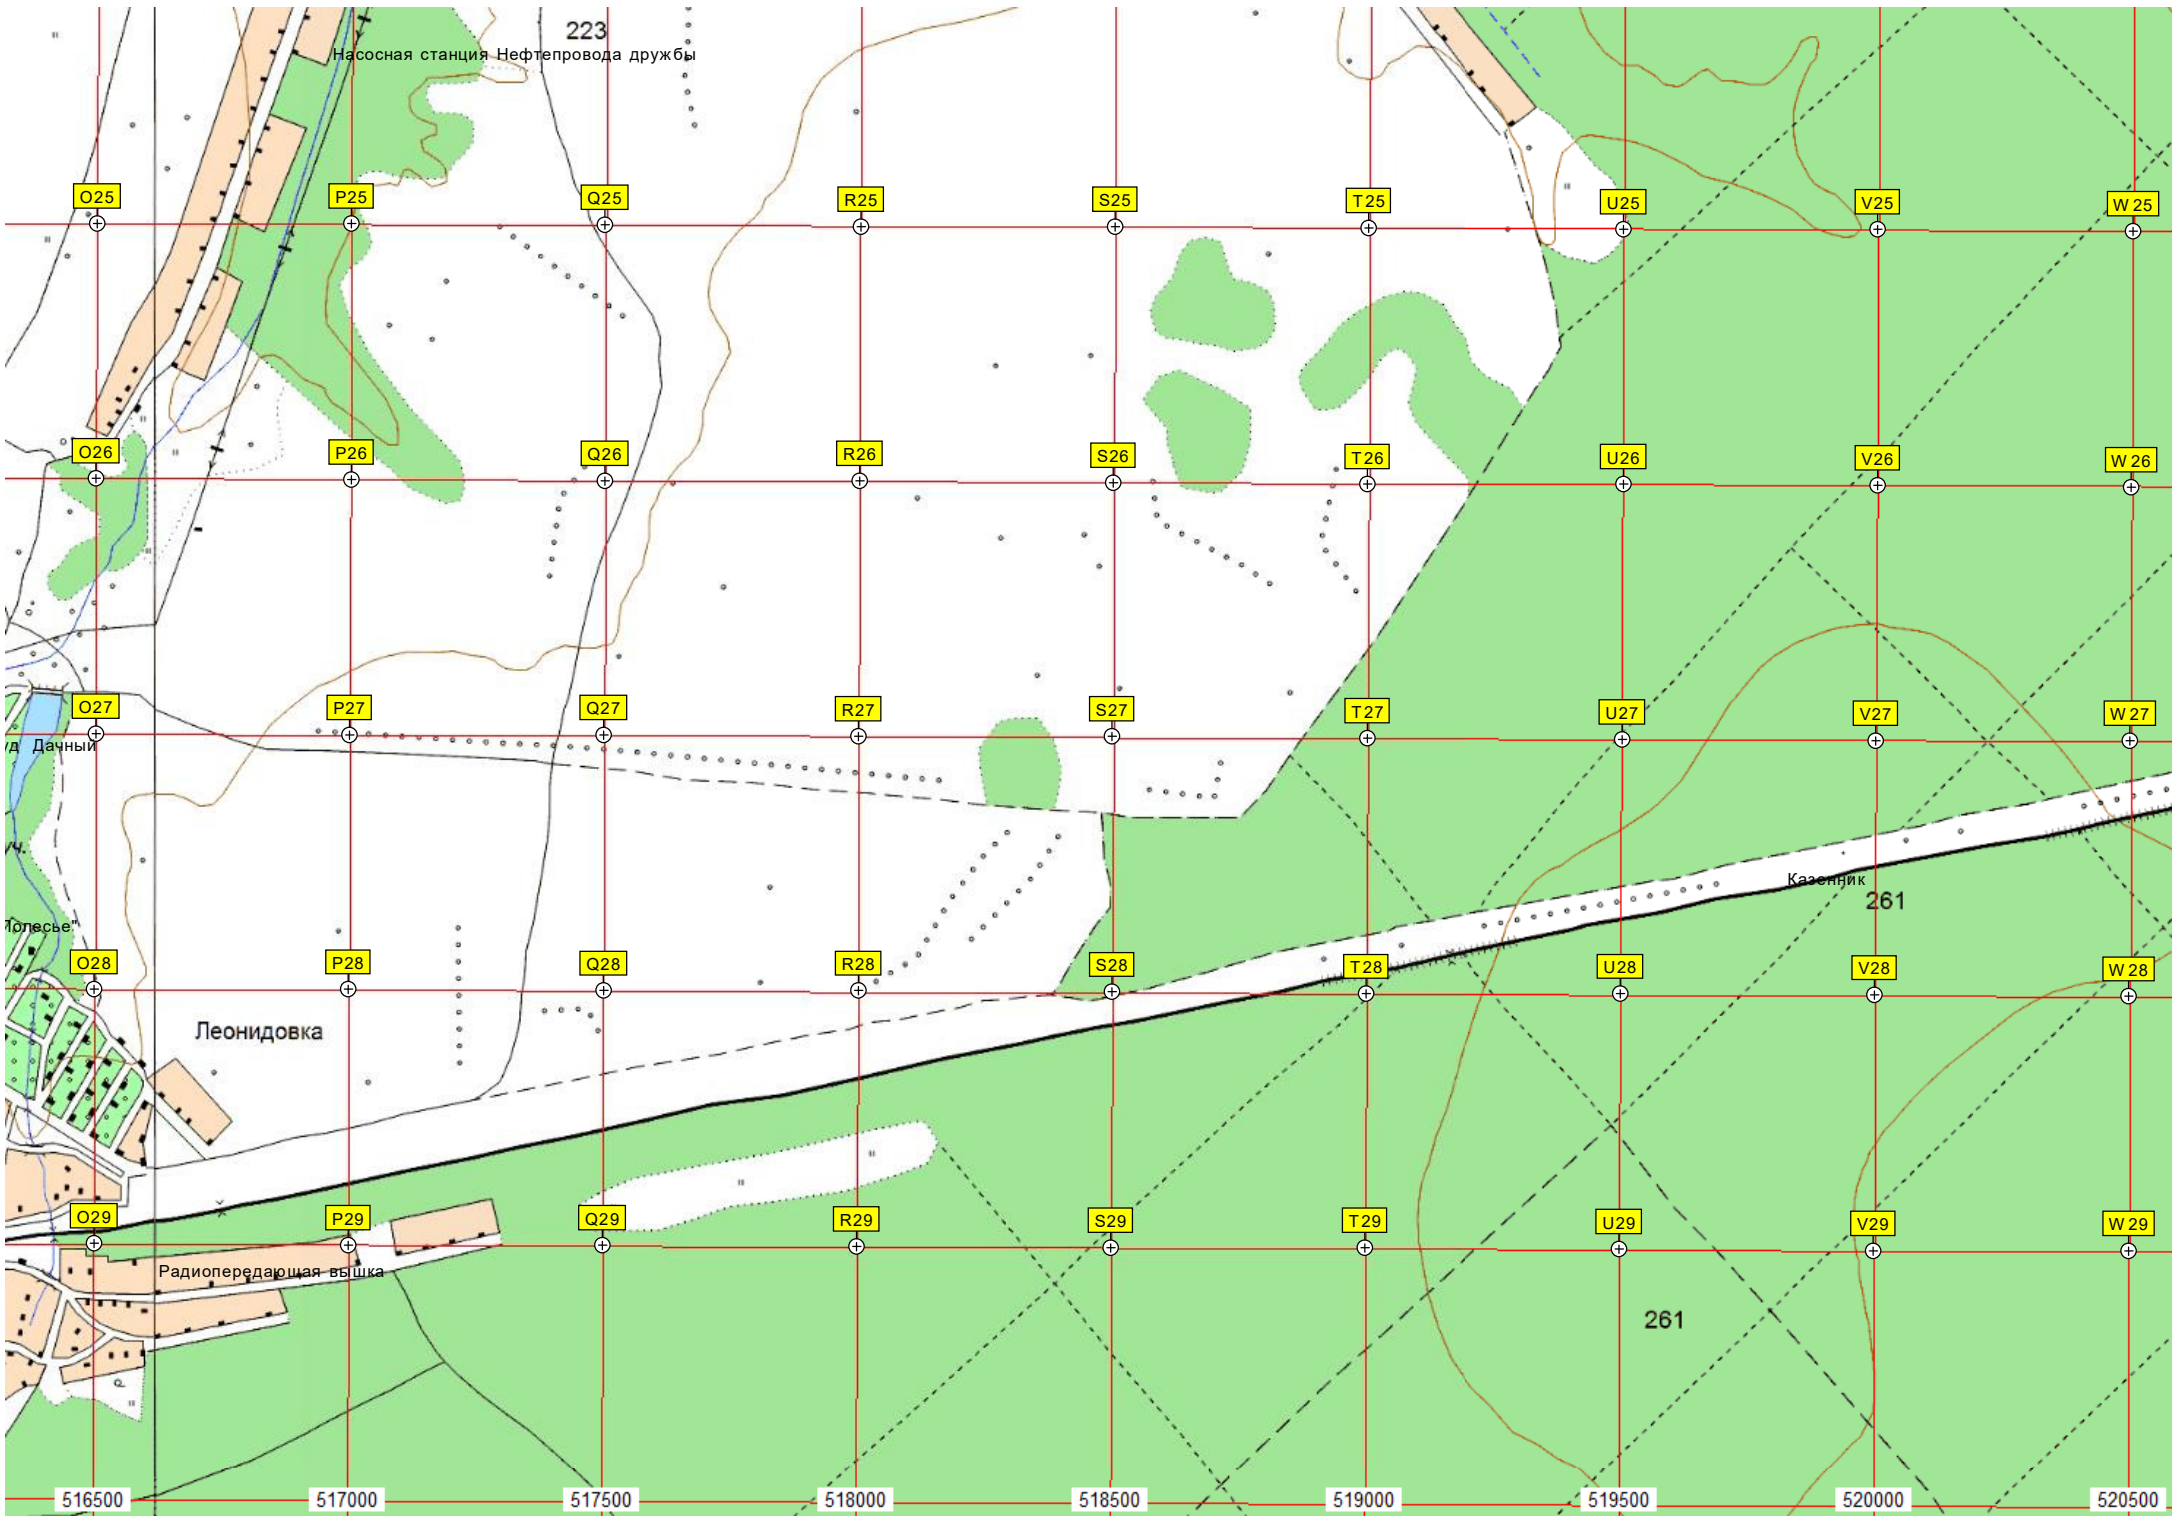 223
Насосная станция Нефтепровода дружбы
O25 P25 Q25 R25 S25 T25 U25 V25 W25
O26 P26 Q26 R26 S26 T26 U26 V26 W26
O27 P27 Q27 R27 S27 T27 U27 V27 W27
Дачный
Казенник
261
Полесье"
O28 P28 Q28 R28 S28 T28 U28 V28 W28
Леонидовка
O29 P29 Q29 R29 S29 T29 U29 V29 W29
Радиопередающая вышка
261
516500 517000 517500 518000 518500 519000 519500 520000 520500